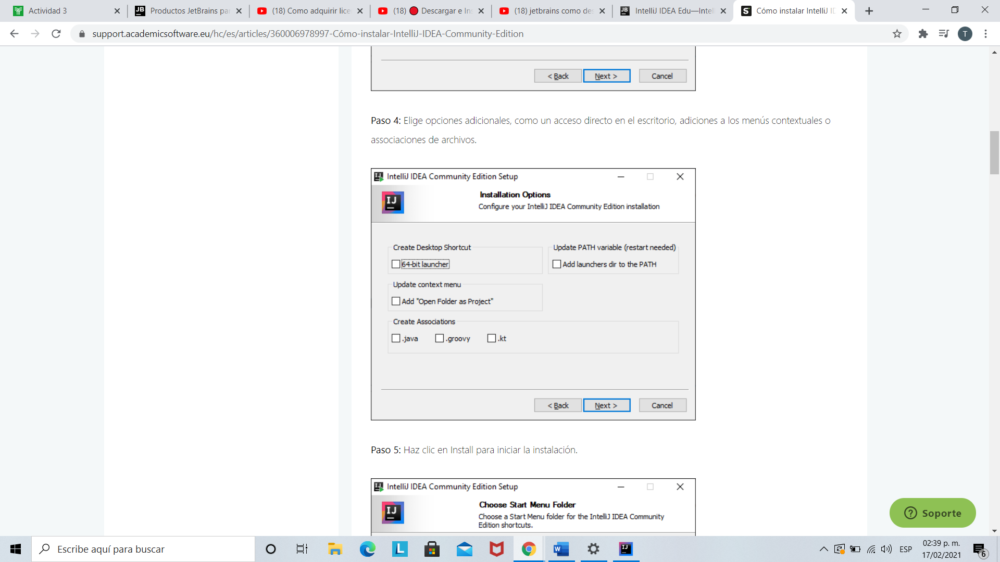 Actividad 3
JB
Productos JetBrains par
(18) Como adquirir lice
(18)
Descargar e In
(18) jetbrains como de
JB
IntelliJ IDEA Edu—Intel
S
Cómo instalar IntelliJ ID
support.academicsoftware.eu/hc/es/articles/360006978997-Cómo-instalar-IntelliJ-IDEA-Community-Edition
T
< Back
Next >
Cancel
Paso 4: Elige opciones adicionales, como un acceso directo en el escritorio, adiciones a los menús contextuales o
associaciones de archivos.
IJ
IntelliJ IDEA Community Edition Setup
IJ
Installation Options
Configure your IntelliJ IDEA Community Edition installation
Create Desktop Shortcut
Update PATH variable (restart needed)
64-bit launcher
Add launchers dir to the PATH
Update context menu
Add "Open Folder as Project"
Create Associations
.java
.groovy
.kt
< Back
Next >
Cancel
Paso 5: Haz clic en Install para iniciar la instalación.
IJ
IntelliJ IDEA Community Edition Setup
IJ
Choose Start Menu Folder
Choose a Start Menu folder for the IntelliJ IDEA Community
Edition shortcuts.
Soporte
Escribe aquí para buscar
L
W
IJ
ESP
02:39 p. m.
17/02/2021
6